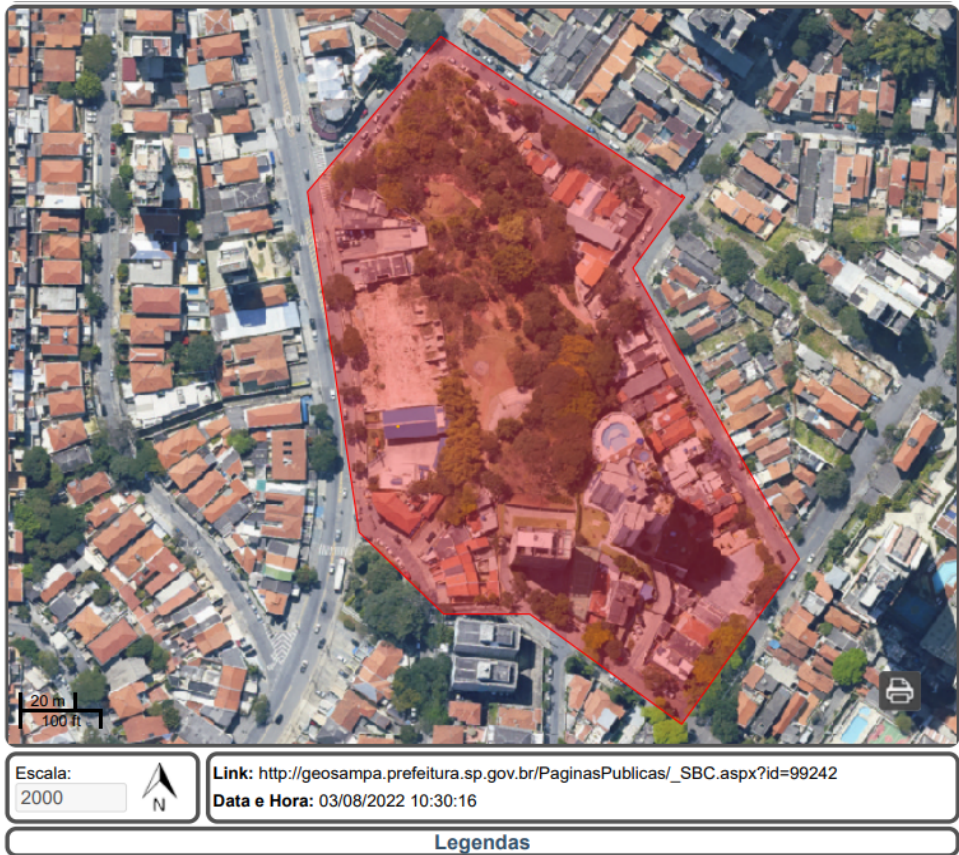 20 m
100 ft
Escala:
2000
N
Link: http://geosampa.prefeitura.sp.gov.br/PaginasPublicas/_SBC.aspx?id=99242
Data e Hora: 03/08/2022 10:30:16
Legendas